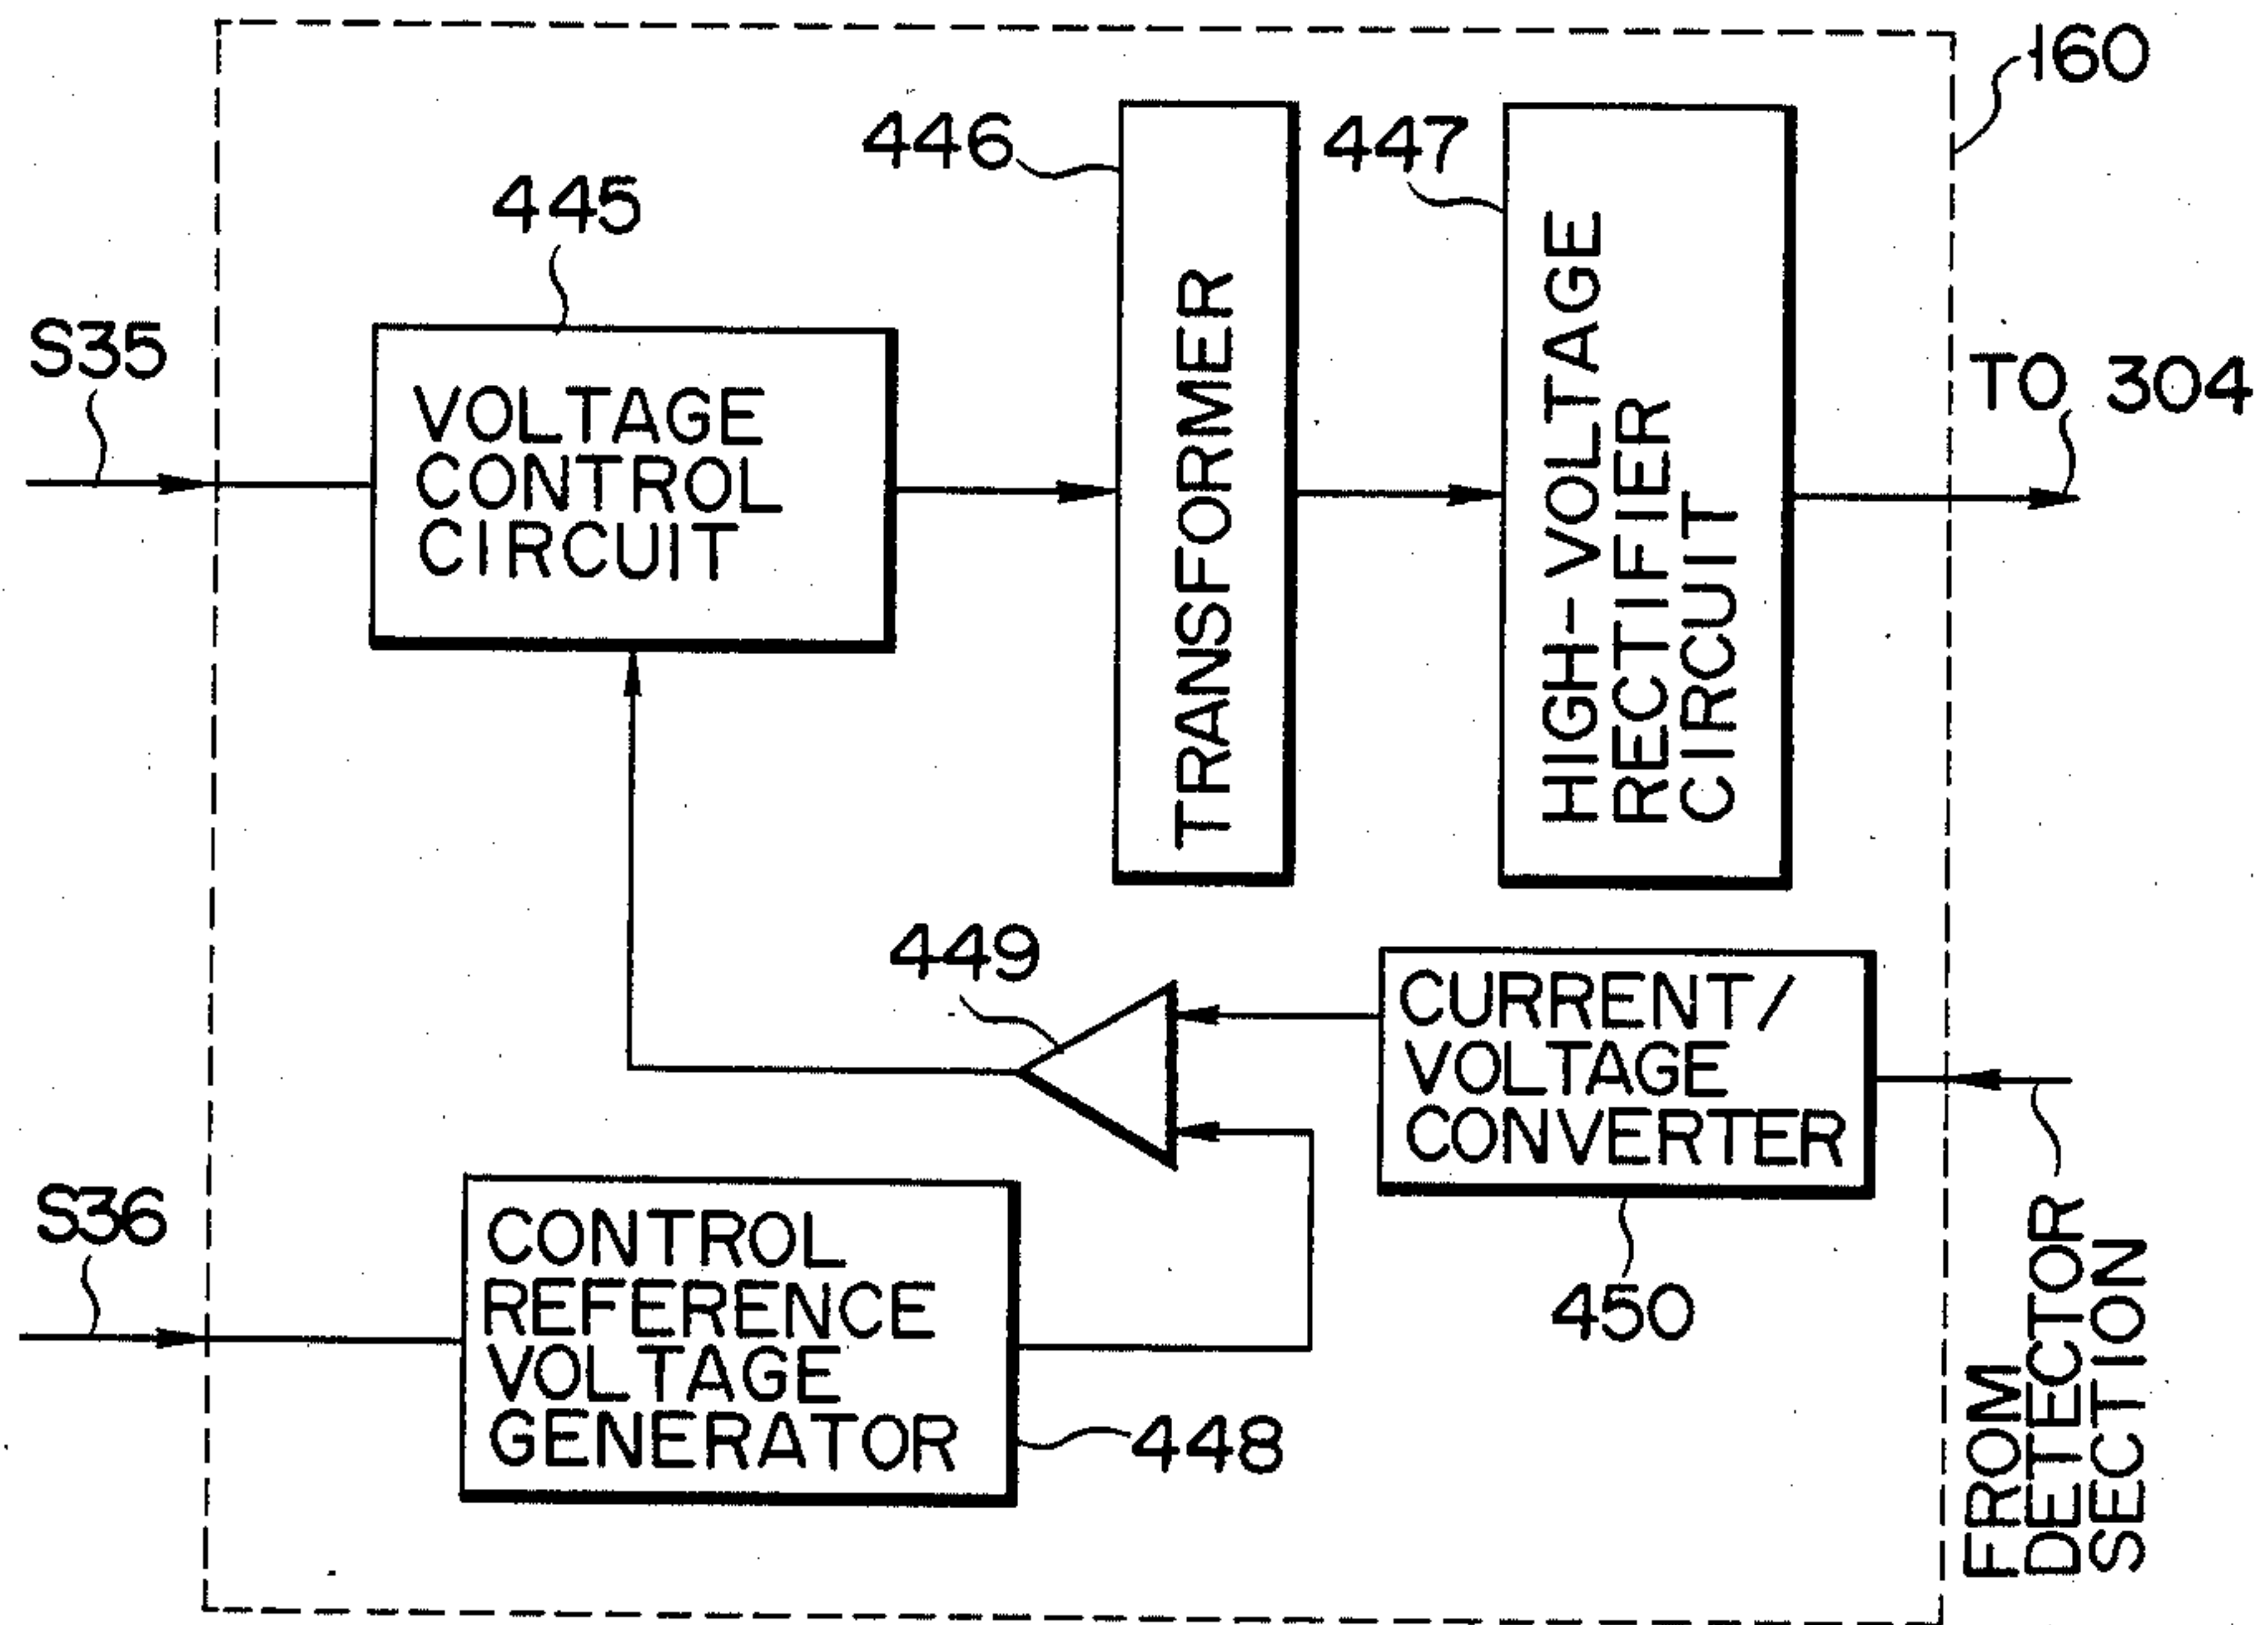 160
446
447
445
S35
TO 304
VOLTAGE
CONTROL
CIRCUIT
TRANSFORMER
HIGH-VOLTAGE
RECTIFIER
CIRCUIT
449
CURRENT/
VOLTAGE
CONVERTER
S36
CONTROL
REFERENCE
VOLTAGE
GENERATOR
450
448
FROM
DETECTOR
SECTION